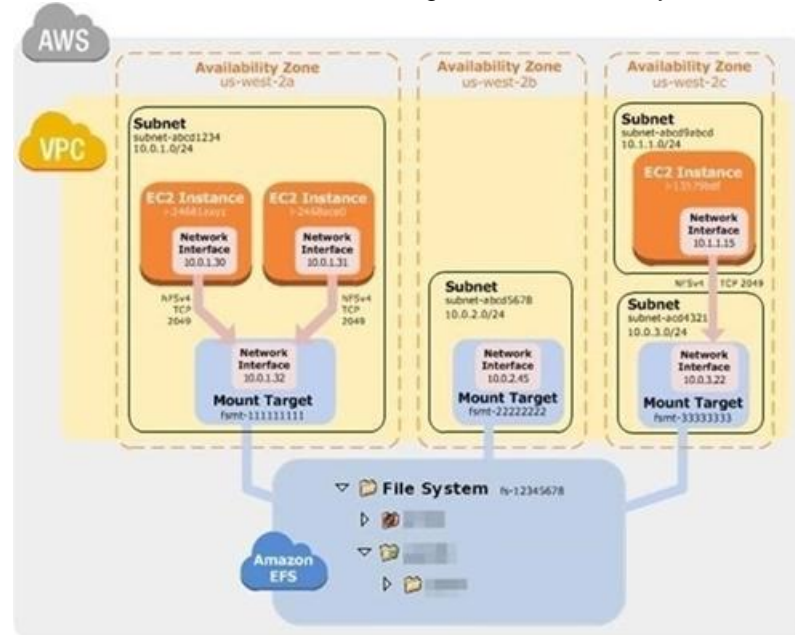 AWS
VPC
Availability Zone
us-west-2a
Subnet
subnet-abcd1234
10.0.1.0/24
EC2 Instance
EC2 Instance
Network
Interface
10.0.1.30
Network
Interface
10.0.1.31
NFSv4
TCP
2049
NFSv4
TCP
2049
Network
Interface
10.0.1.32
Mount Target
fsmt-111111111
Availability Zone
us-west-2b
Subnet
subnet-abcd5678
10.0.2.0/24
Network
Interface
10.0.2.45
Mount Target
fsmt-22222222
Availability Zone
us-west-2c
Subnet
subnet-abcd9abcd
10.1.1.0/24
EC2 Instance
Network
Interface
10.1.1.15
NFSv4 TCP 2049
Subnet
subnet-acd4321
10.0.3.0/24
Network
Interface
10.0.3.22
Mount Target
fsmt-33333333
File System fs-12345678
Amazon
EFS